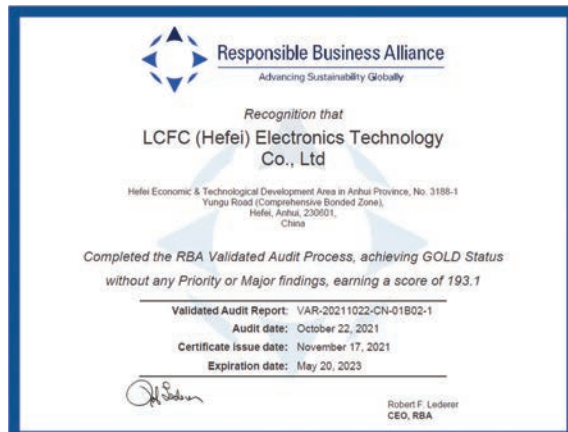 Responsible Business Alliance
Advancing Sustainability Globally
Recognition that
LCFC (Hefei) Electronics Technology
Co., Ltd
Hefei Economic & Technological Development Area in Anhui Province, No. 3188-1
Yungu Road (Comprehensive Bonded Zone),
Hefei, Anhui, 230601,
China
Completed the RBA Validated Audit Process, achieving GOLD Status
without any Priority or Major findings, earning a score of 193.1
Validated Audit Report: VAR-20211022-CN-01B02-1
Audit date: October 22, 2021
Certificate issue date: November 17, 2021
Expiration date: May 20, 2023
Robert F. Lederer
CEO, RBA